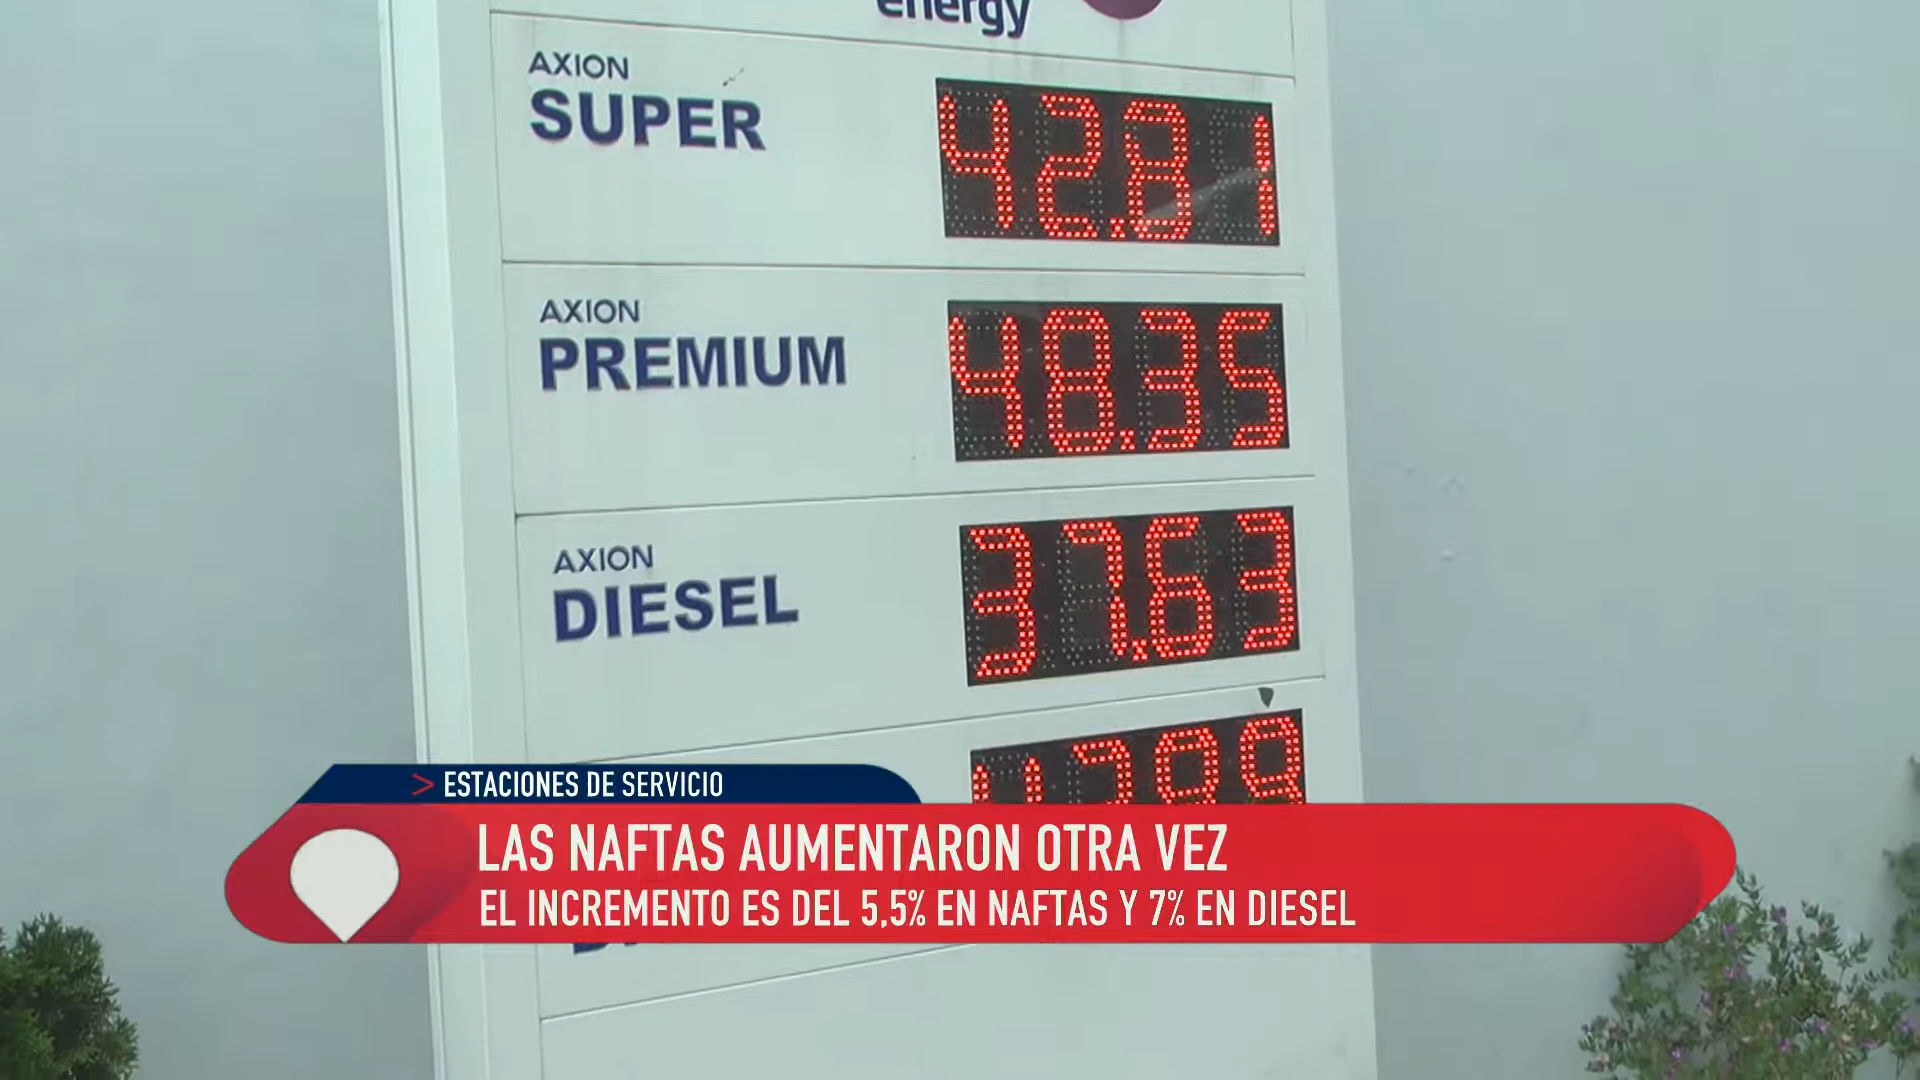 energy
AXION
SUPER
42.81
AXION
PREMIUM
48.35
AXION
DIESEL
37.63
> ESTACIONES DE SERVICIO
LAS NAFTAS AUMENTARON OTRA VEZ
EL INCREMENTO ES DEL 5,5% EN NAFTAS Y 7% EN DIESEL